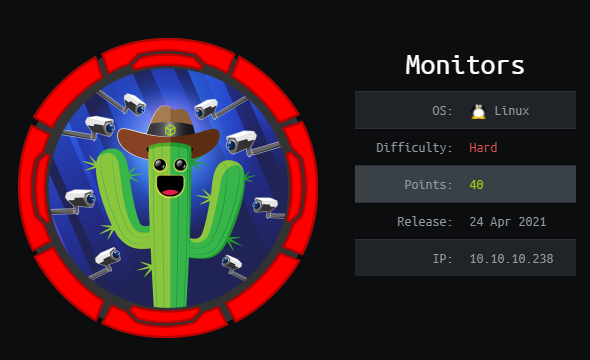 Monitors
OS: Linux
Difficulty: Hard
Points: 40
Release: 24 Apr 2021
IP: 10.10.10.238